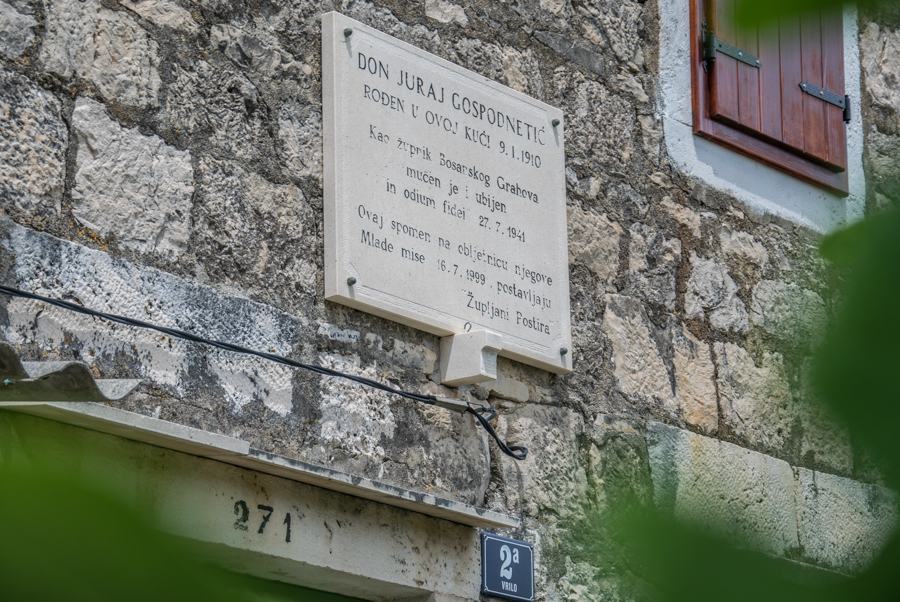 DON JURAJ GOSPODNETIĆ
ROĐEN U OVOJ KUĆI 9.1.1910
Kao župnik Bosanskog Grahova
mučen je i ubijen
in odium fidei 27.7.1941
Ovaj spomen na obljetnicu njegove
Mlade mise 16.7.1999. postavljaju
Župljani Postira
271
2a
VRILO